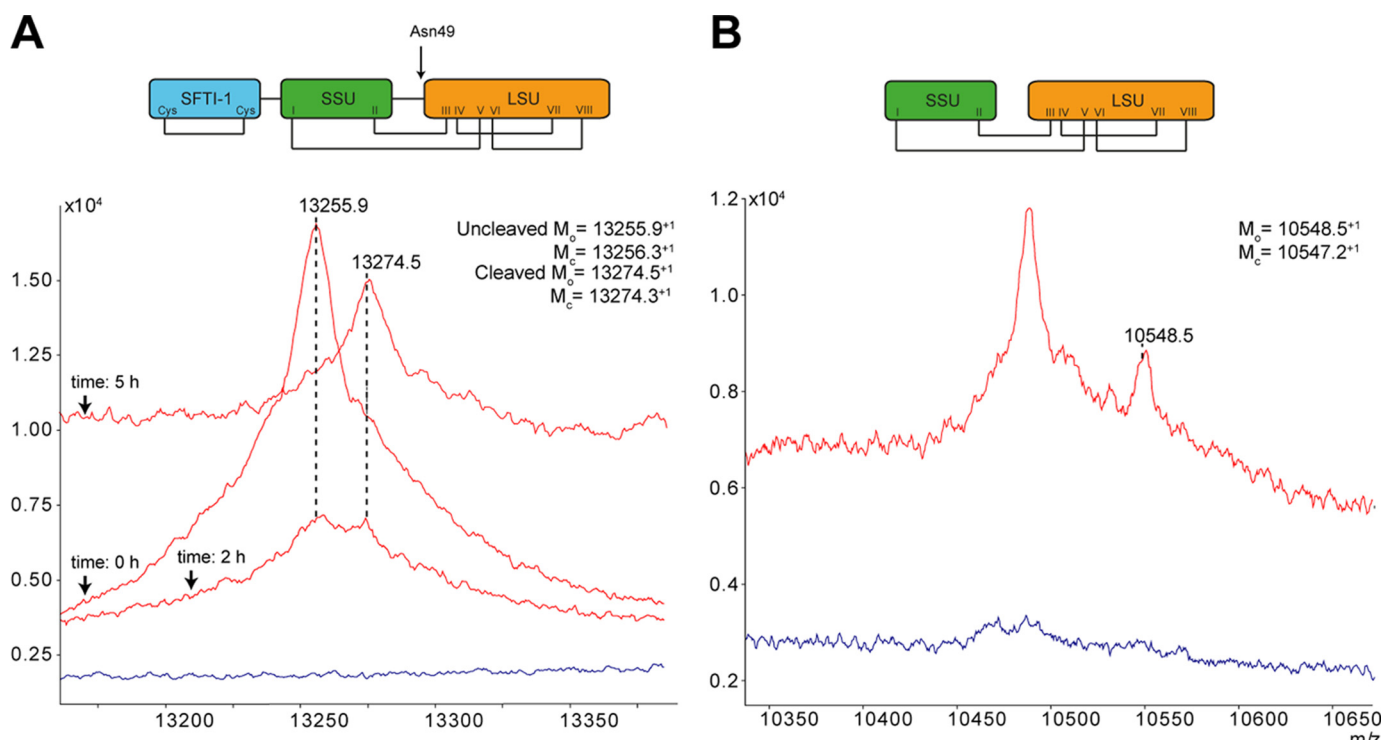 A
Asn49
SFTI-1
SSU
LSU
Cys Cys I II III IV V VI VII VIII
x10⁴
13255.9
13274.5
Uncleaved Mₒ= 13255.9⁺¹
M꜀= 13256.3⁺¹
Cleaved Mₒ= 13274.5⁺¹
M꜀= 13274.3⁺¹
1.50
1.25
time: 5 h
1.00
0.75
time: 0 h
time: 2 h
0.50
0.25
13200 13250 13300 13350
B
SSU
LSU
I II III IV V VI VII VIII
1.2 x10⁴
Mₒ= 10548.5⁺¹
M꜀= 10547.2⁺¹
1.0
10548.5
0.8
0.6
0.4
0.2
10350 10400 10450 10500 10550 10600 10650
m/z